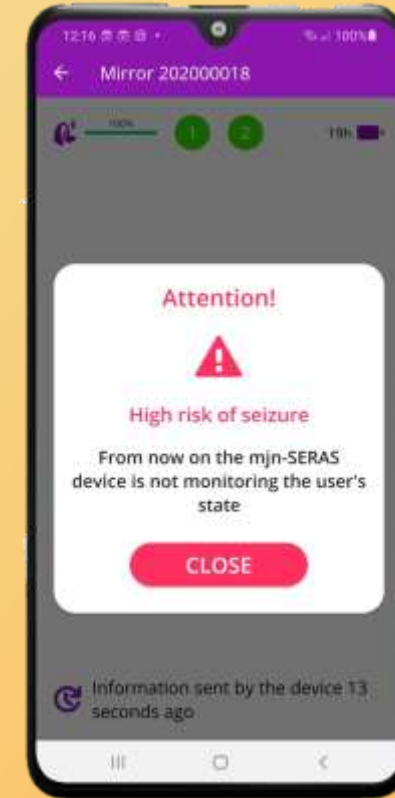 12:16
100%
Mirror 202000018
100%
1
2
19h
Attention!
High risk of seizure
From now on the mjn-SERAS
device is not monitoring the user's
state
CLOSE
Information sent by the device 13
seconds ago